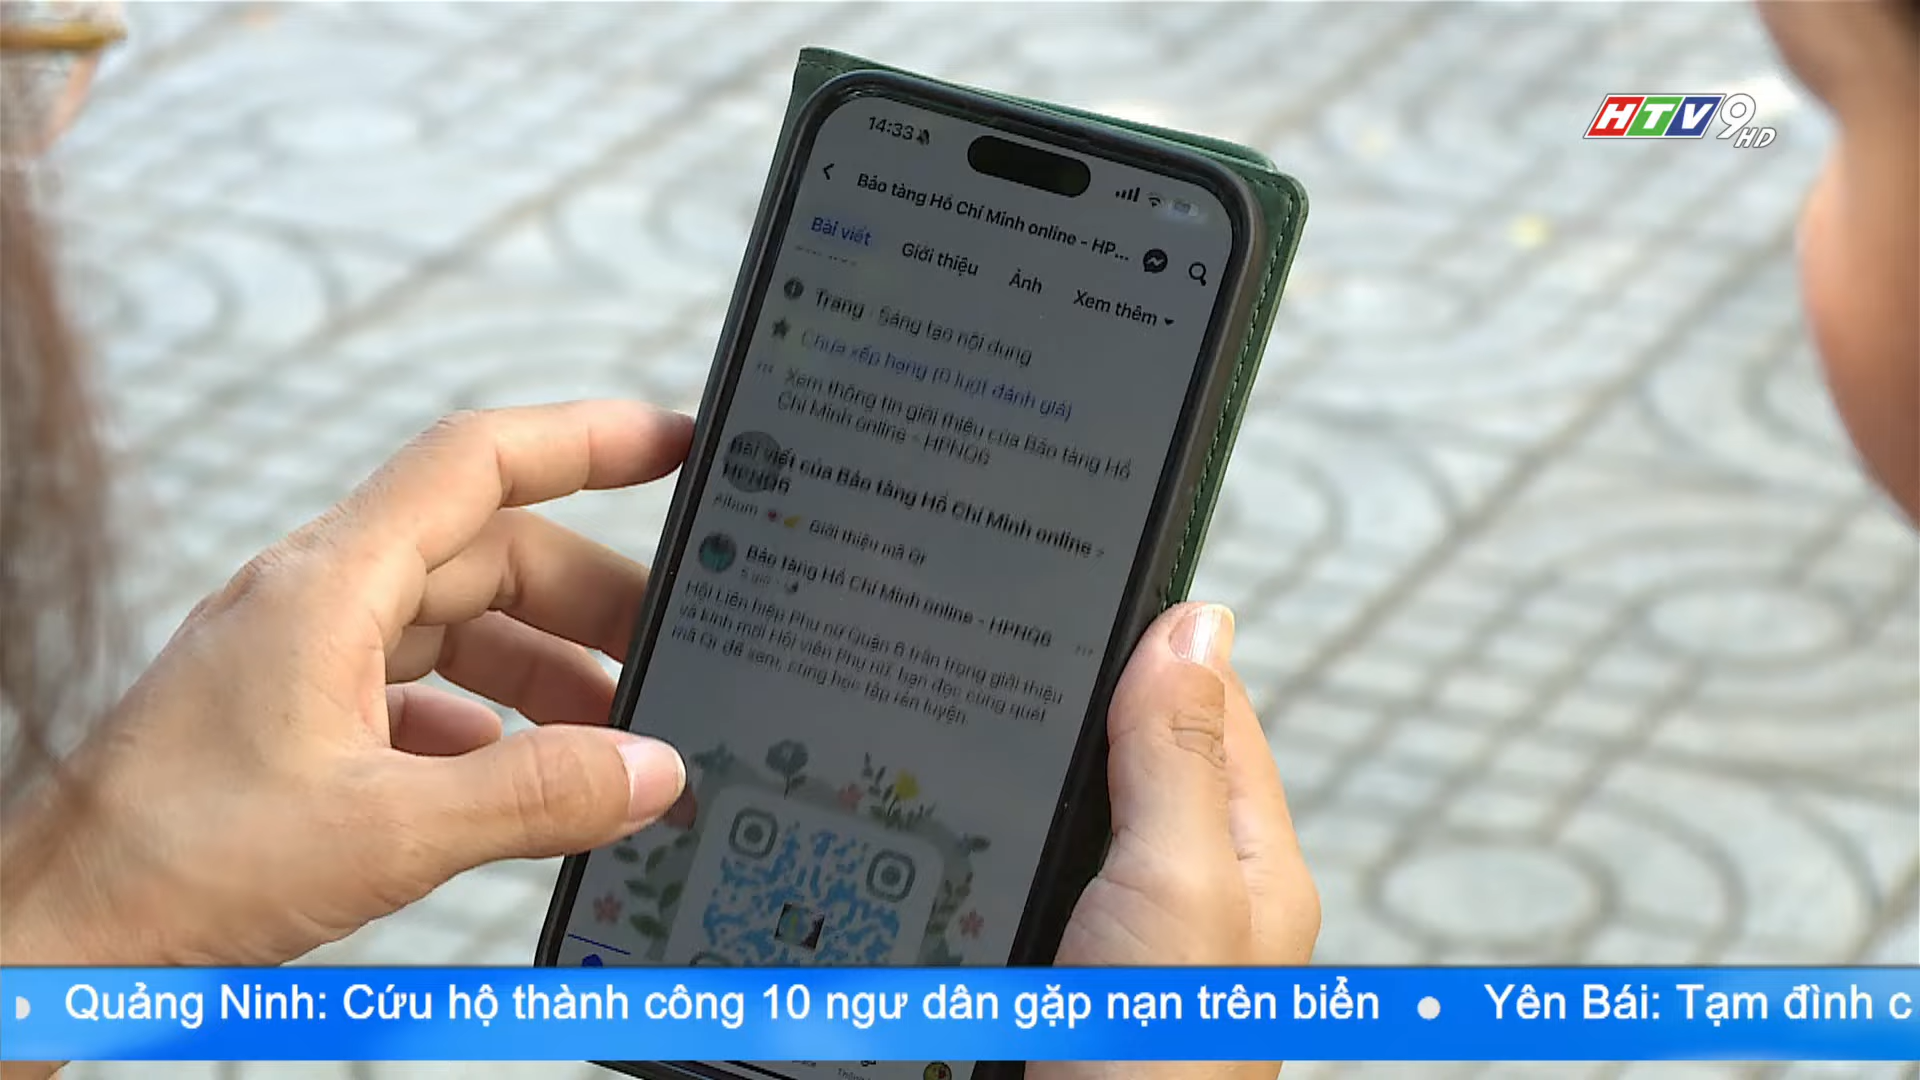 HTV9 HD
14:33
Bảo tàng Hồ Chí Minh online - HP...
Bài viết Giới thiệu Ảnh Xem thêm
Trang · Sáng tạo nội dung
Chưa xếp hạng (0 lượt đánh giá)
Xem thông tin giới thiệu của Bảo tàng Hồ
Chí Minh online - HPNQ6
Bài viết của Bảo tàng Hồ Chí Minh online -
HPNQ6
Album Giới thiệu mã Qr
Bảo tàng Hồ Chí Minh online - HPNQ6
5 giờ
Hội Liên hiệp Phụ nữ Quận 6 trân trọng giới thiệu
và kính mời Hội viên Phụ nữ, bạn đọc cùng quét
mã Qr để xem, cùng học tập rèn luyện.
Quảng Ninh: Cứu hộ thành công 10 ngư dân gặp nạn trên biển Yên Bái: Tạm đình c